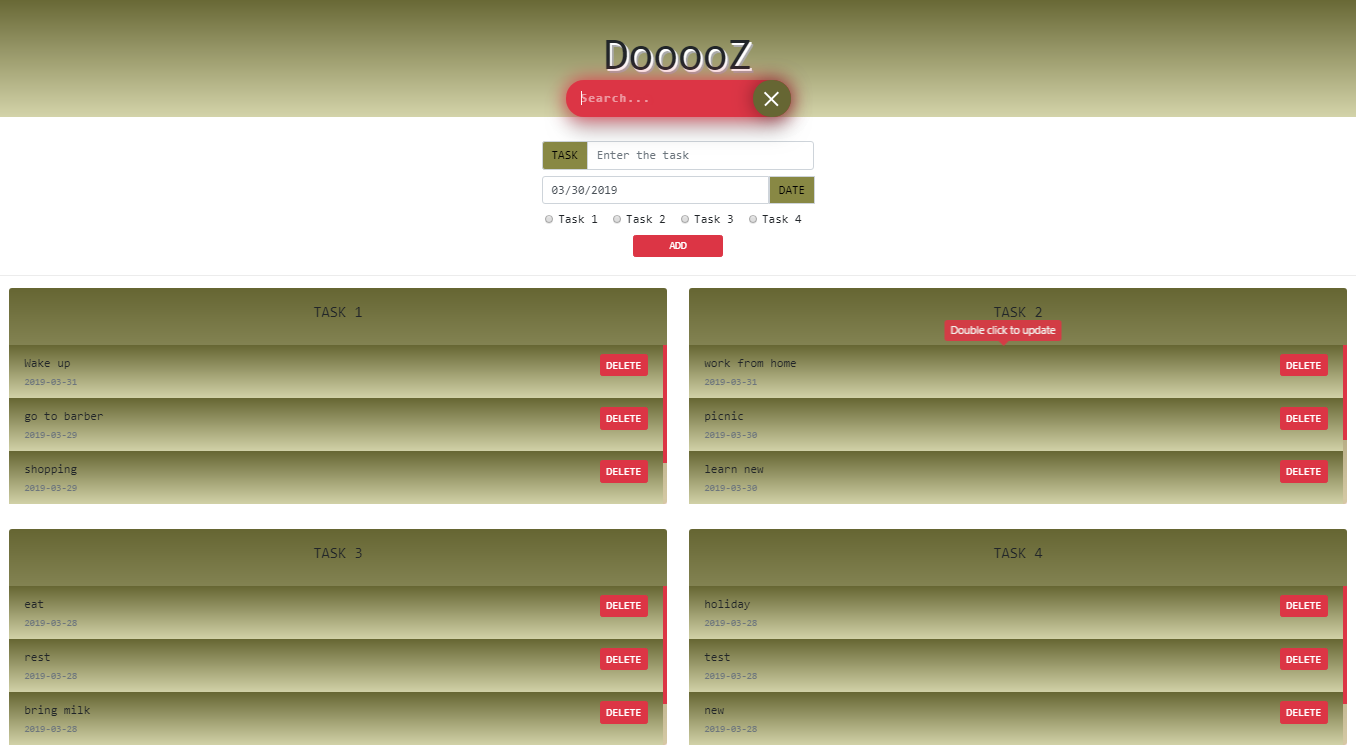 DooooZ
Search...
TASK Enter the task
03/30/2019 DATE
Task 1 Task 2 Task 3 Task 4
ADD
TASK 1
Wake up DELETE
2019-03-31
go to barber DELETE
2019-03-29
shopping DELETE
2019-03-29
TASK 2
Double click to update
work from home DELETE
2019-03-31
picnic DELETE
2019-03-30
learn new DELETE
2019-03-30
TASK 3
eat DELETE
2019-03-28
rest DELETE
2019-03-28
bring milk DELETE
2019-03-28
TASK 4
holiday DELETE
2019-03-28
test DELETE
2019-03-28
new DELETE
2019-03-28